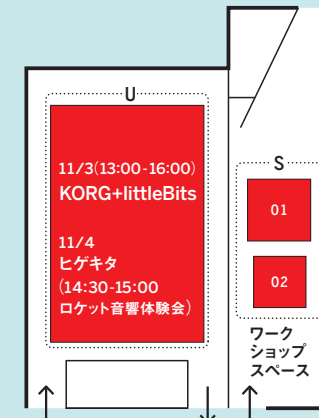 U
11/3(13:00-16:00)
KORG+littleBits
11/4
ヒゲキタ
(14:30-15:00
ロケット音響体験会)
S
01
02
ワーク
ショップ
スペース